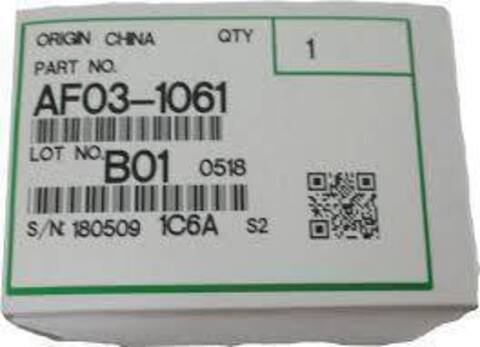 ORIGIN CHINA QTY 1
PART NO.
AF03-1061
LOT NO. B01 0518
S/N: 180509 1C6A S2